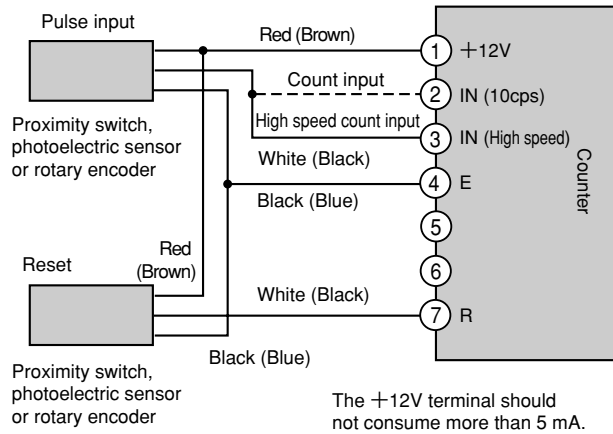 Pulse input
Red (Brown)
1
+12V
Count input
2
IN (10cps)
High speed count input
3
IN (High speed)
Proximity switch,
photoelectric sensor
or rotary encoder
White (Black)
4
E
Black (Blue)
Counter
5
6
Reset
Red
(Brown)
White (Black)
7
R
Black (Blue)
Proximity switch,
photoelectric sensor
or rotary encoder
The +12V terminal should
not consume more than 5 mA.